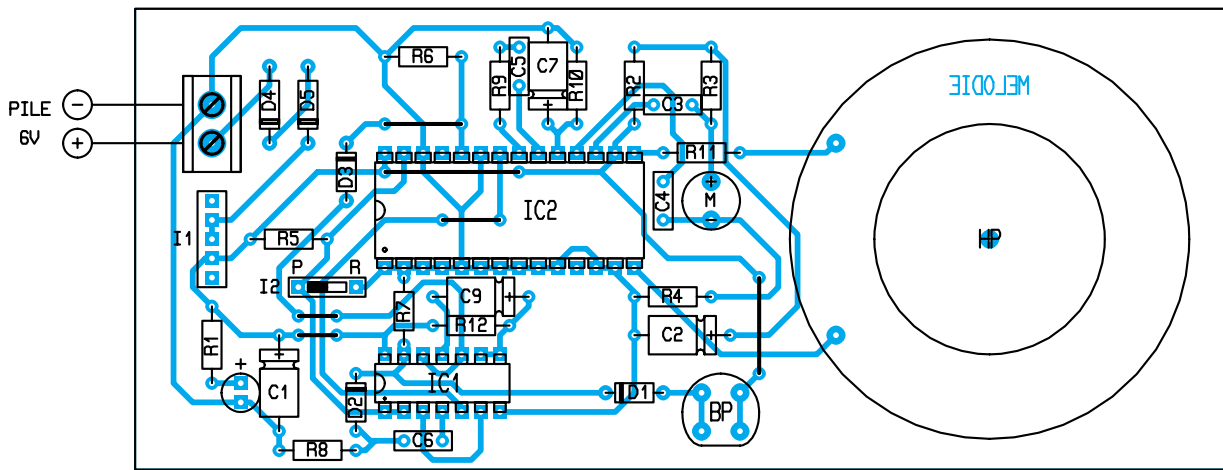 PILE
6V
-
+
D4
D5
D3
R6
R9
C5
C7
+
R10
R2
C3
R3
R11
C4
+
M
-
IC2
I1
R5
P
R
I2
R7
C9
+
R12
R4
C2
+
R1
+
+
C1
D2
IC1
D1
BP
C6
R8
MELODIE
HP